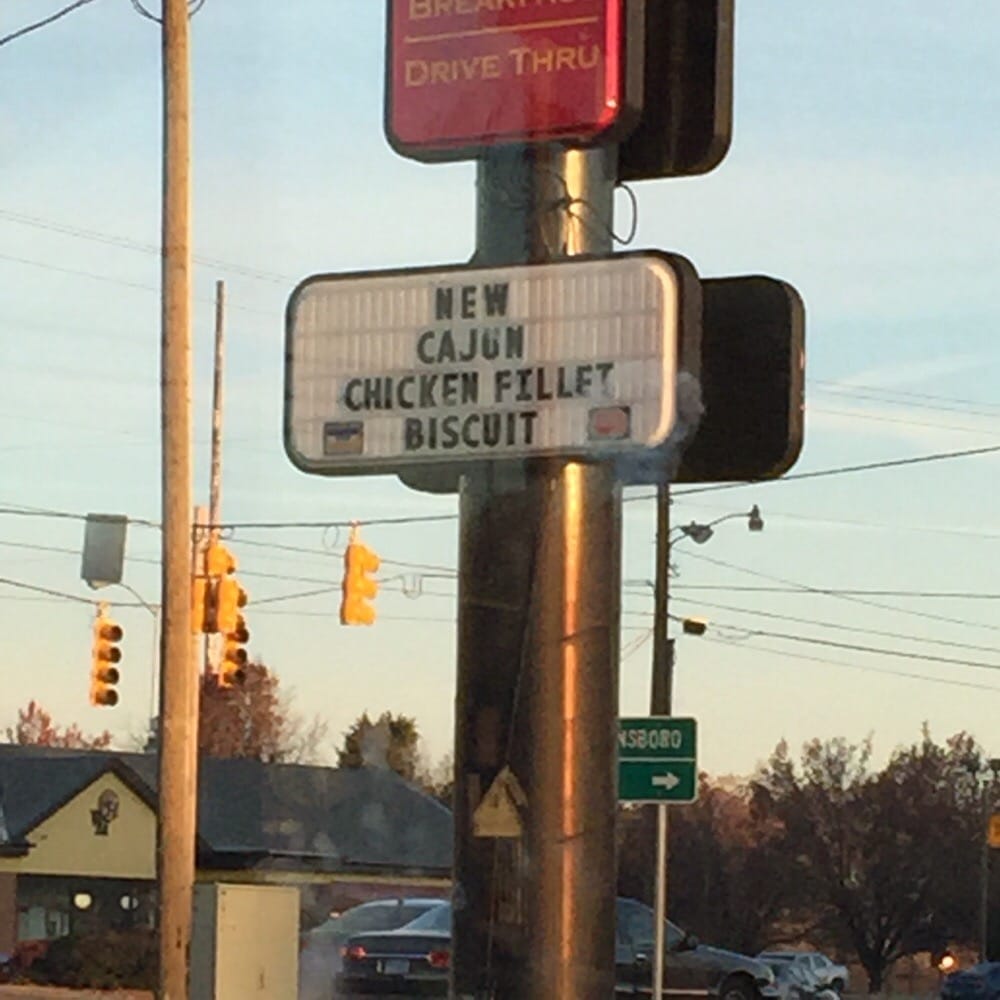 DRIVE THRU
NEW
CAJUN
CHICKEN FILLET
BISCUIT
NSBORO